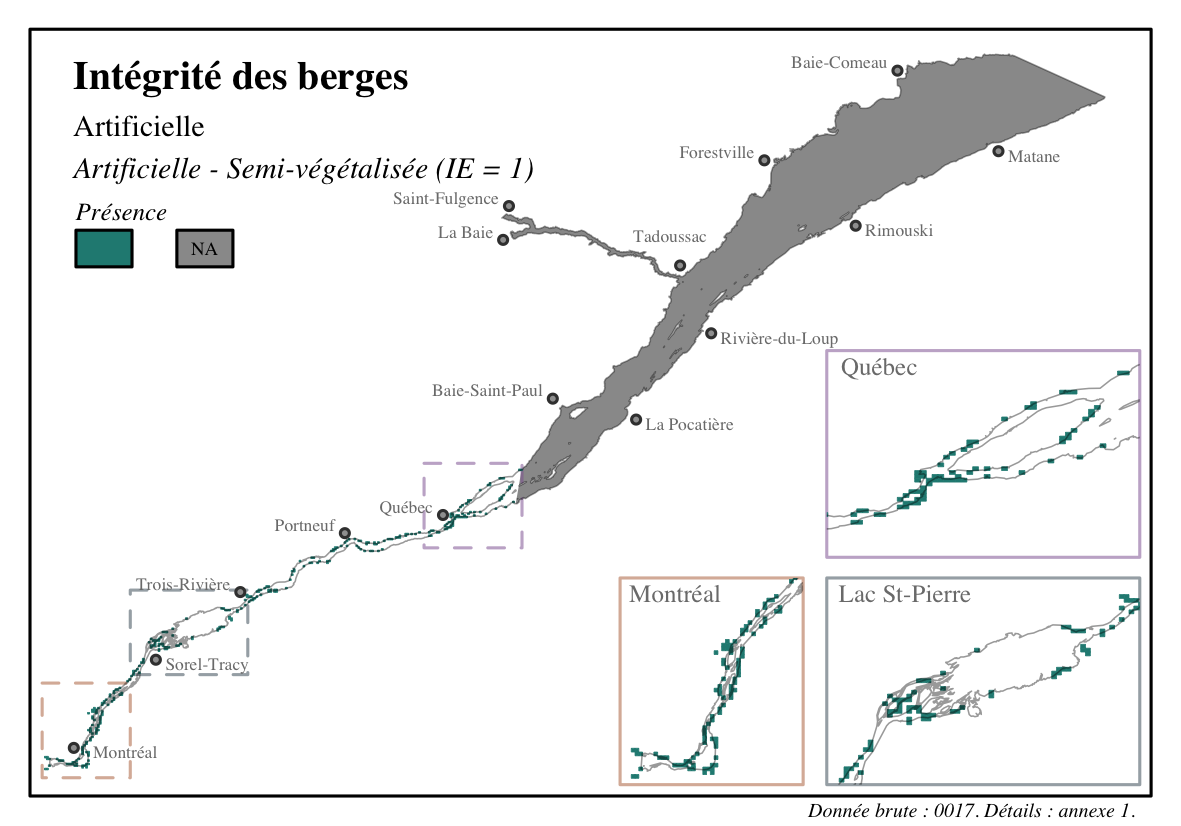 Intégrité des berges
Artificielle
Artificielle - Semi-végétalisée (IE = 1)
Présence
NA
Baie-Comeau
Forestville
Matane
Saint-Fulgence
La Baie
Tadoussac
Rimouski
Rivière-du-Loup
Baie-Saint-Paul
La Pocatière
Québec
Portneuf
Trois-Rivière
Sorel-Tracy
Montréal
Québec
Montréal
Lac St-Pierre
Donnée brute : 0017. Détails : annexe 1.